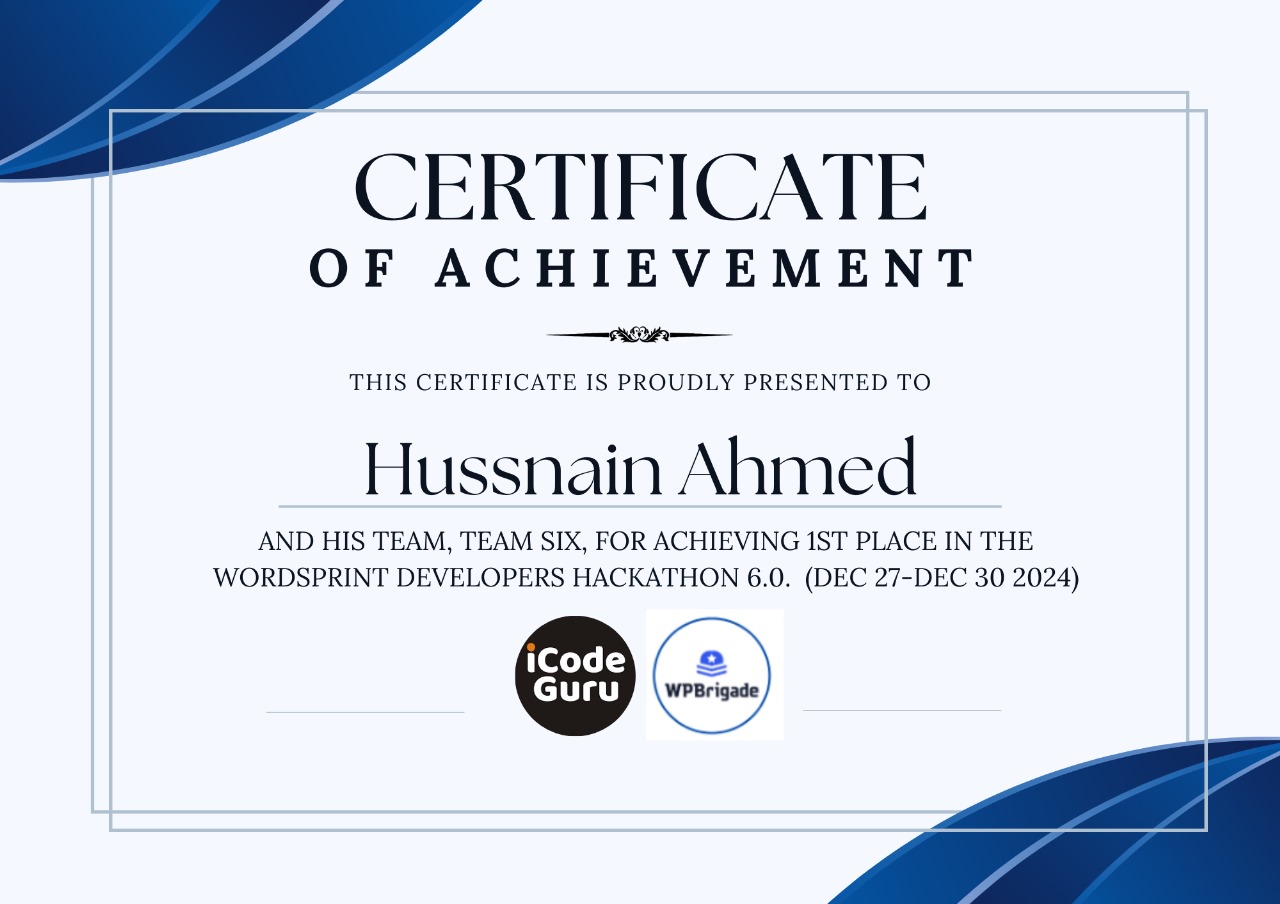 CERTIFICATE
OF ACHIEVEMENT
THIS CERTIFICATE IS PROUDLY PRESENTED TO
Hussnain Ahmed
AND HIS TEAM, TEAM SIX, FOR ACHIEVING 1ST PLACE IN THE
WORDSPRINT DEVELOPERS HACKATHON 6.0. (DEC 27-DEC 30 2024)
iCode
Guru
WPBrigade